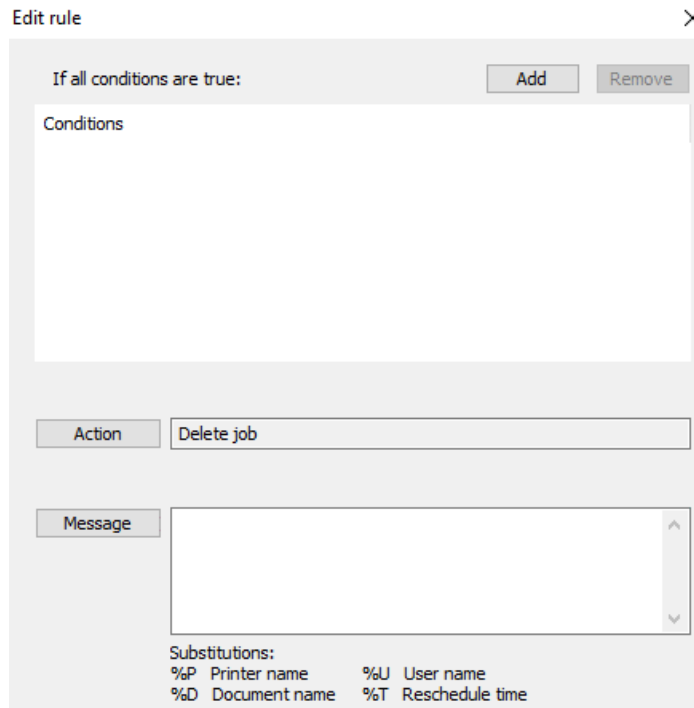 Edit rule
If all conditions are true: Add Remove
Conditions
Action Delete job
Message
Substitutions:
%P Printer name %U User name
%D Document name %T Reschedule time